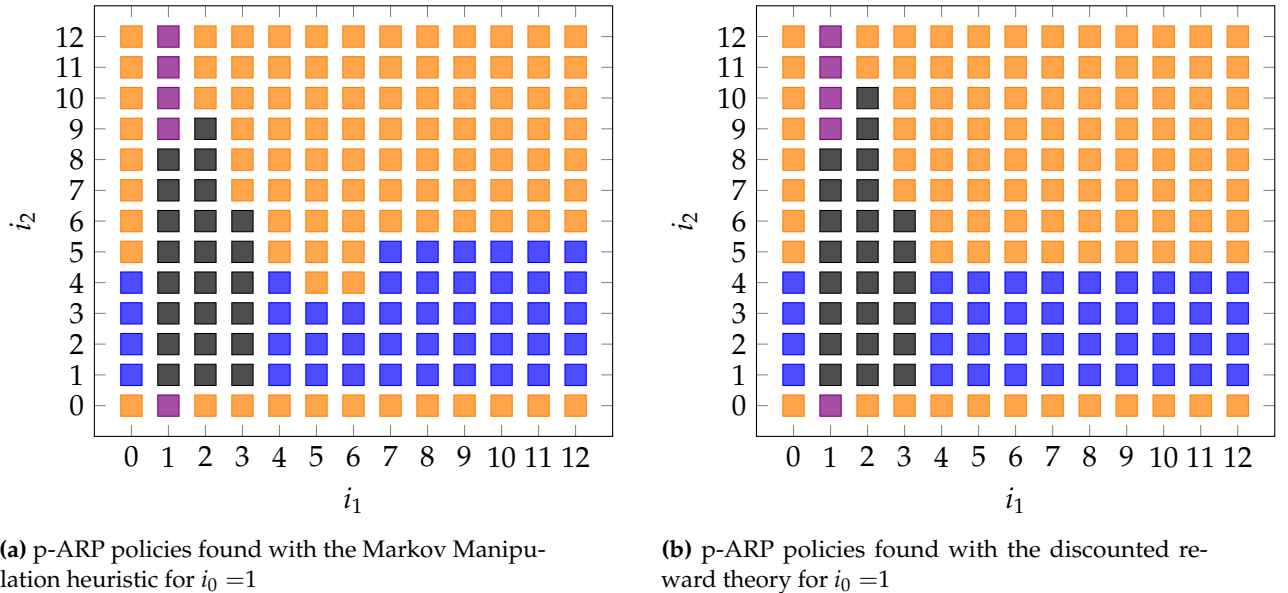 12
11
10
9
8
7
6
5
4
3
2
1
0
i₂
0 1 2 3 4 5 6 7 8 9 10 11 12
i₁
(a) p-ARP policies found with the Markov Manipu-
lation heuristic for i₀ =1
12
11
10
9
8
7
6
5
4
3
2
1
0
i₂
0 1 2 3 4 5 6 7 8 9 10 11 12
i₁
(b) p-ARP policies found with the discounted re-
ward theory for i₀ =1